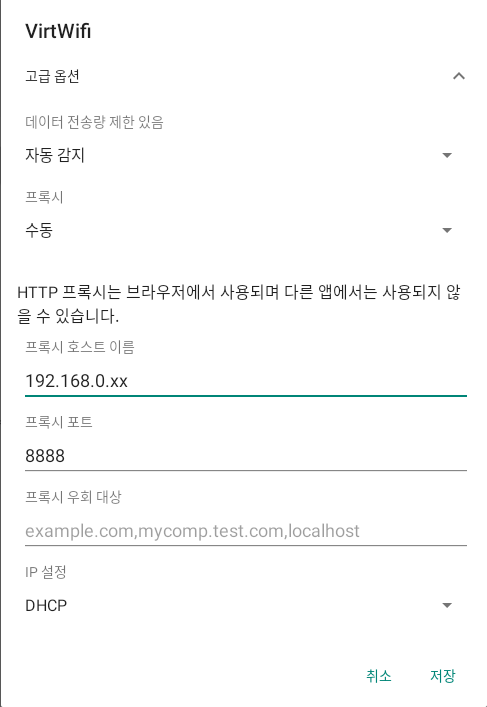 VirtWifi
고급 옵션
데이터 전송량 제한 있음
자동 감지
프록시
수동
HTTP 프록시는 브라우저에서 사용되며 다른 앱에서는 사용되지 않
을 수 있습니다.
프록시 호스트 이름
192.168.0.xx
프록시 포트
8888
프록시 우회 대상
example.com,mycomp.test.com,localhost
IP 설정
DHCP
취소 저장